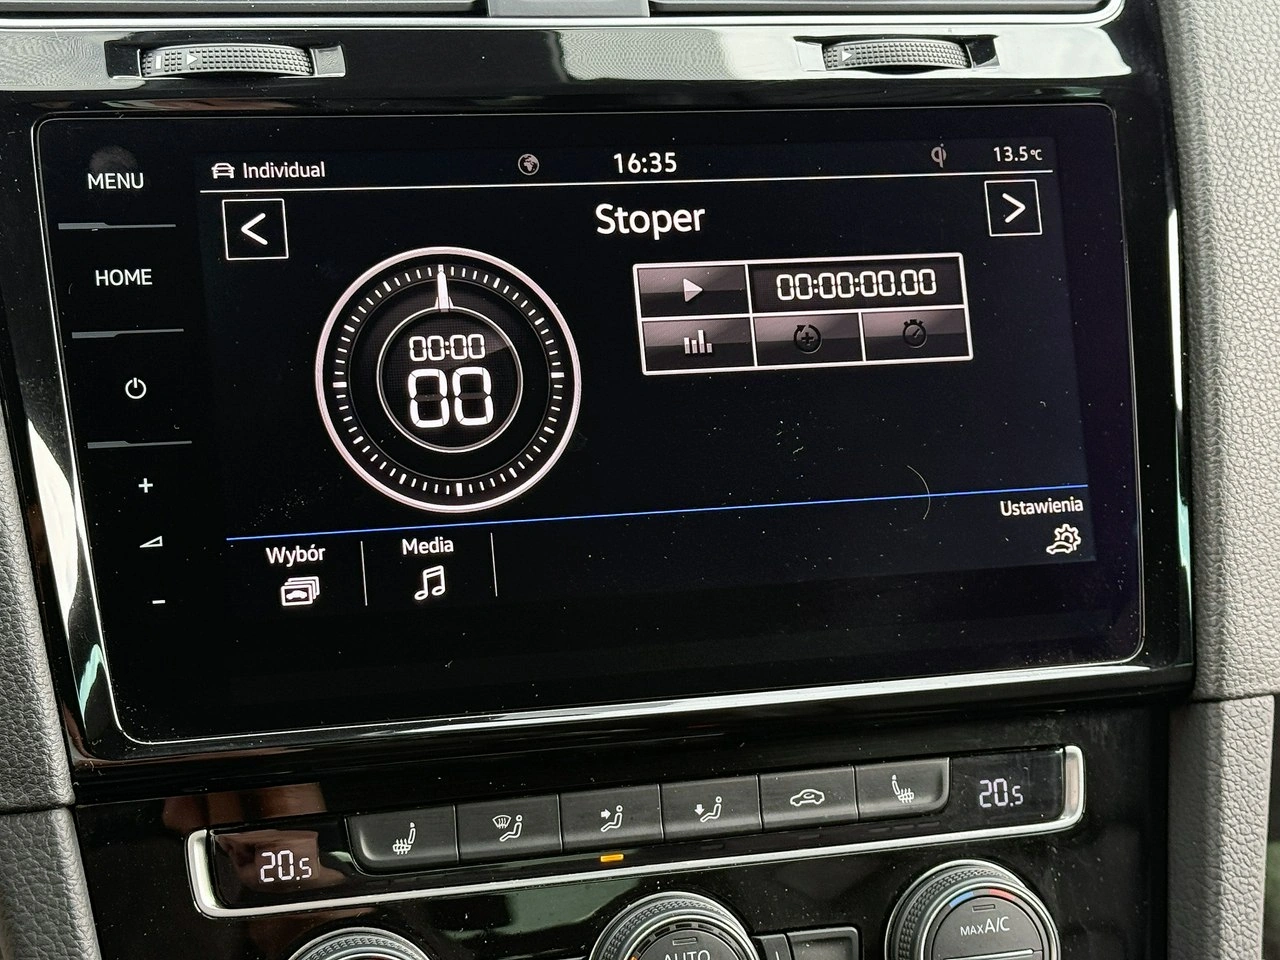 MENU
HOME
Individual
16:35
13.5°C
<
Stoper
>
00:00
00
00:00:00.00
Wybór
Media
Ustawienia
+
−
20.5
20.5
AUTO
MAX A/C